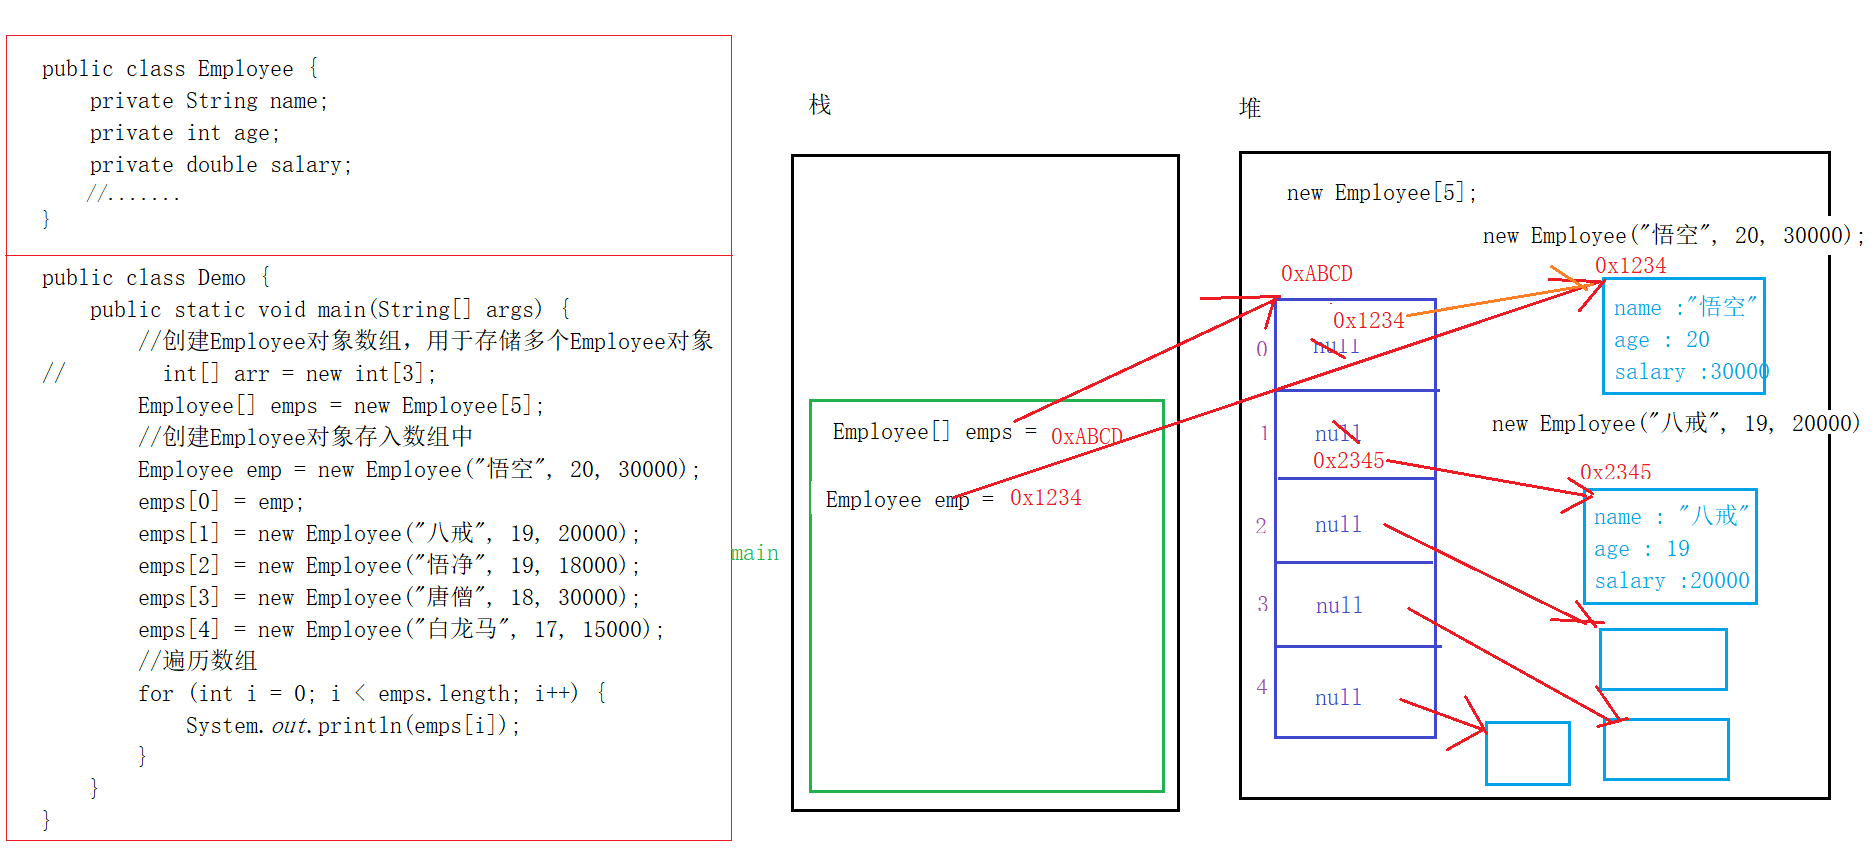 public class Employee {
    private String name;
    private int age;
    private double salary;
    //.......
}
public class Demo {
    public static void main(String[] args) {
        //创建Employee对象数组，用于存储多个Employee对象
//        int[] arr = new int[3];
        Employee[] emps = new Employee[5];
        //创建Employee对象存入数组中
        Employee emp = new Employee("悟空", 20, 30000);
        emps[0] = emp;
        emps[1] = new Employee("八戒", 19, 20000);
        emps[2] = new Employee("悟净", 19, 18000);
        emps[3] = new Employee("唐僧", 18, 30000);
        emps[4] = new Employee("白龙马", 17, 15000);
        //遍历数组
        for (int i = 0; i < emps.length; i++) {
            System.out.println(emps[i]);
        }
    }
}
栈
main
Employee[] emps = 0xABCD
Employee emp = 0x1234
堆
new Employee[5];
new Employee("悟空", 20, 30000);
0xABCD
0x1234
0x1234
0 null
1 null
0x2345
2 null
3 null
4 null
name :"悟空"
age : 20
salary :30000
new Employee("八戒", 19, 20000)
0x2345
name : "八戒"
age : 19
salary :20000